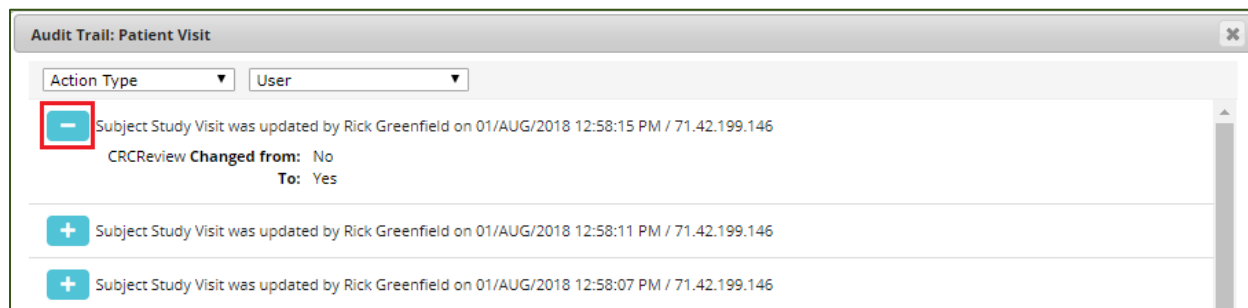 Audit Trail: Patient Visit
Action Type User
Subject Study Visit was updated by Rick Greenfield on 01/AUG/2018 12:58:15 PM / 71.42.199.146
CRCReview Changed from: No
To: Yes
Subject Study Visit was updated by Rick Greenfield on 01/AUG/2018 12:58:11 PM / 71.42.199.146
Subject Study Visit was updated by Rick Greenfield on 01/AUG/2018 12:58:07 PM / 71.42.199.146